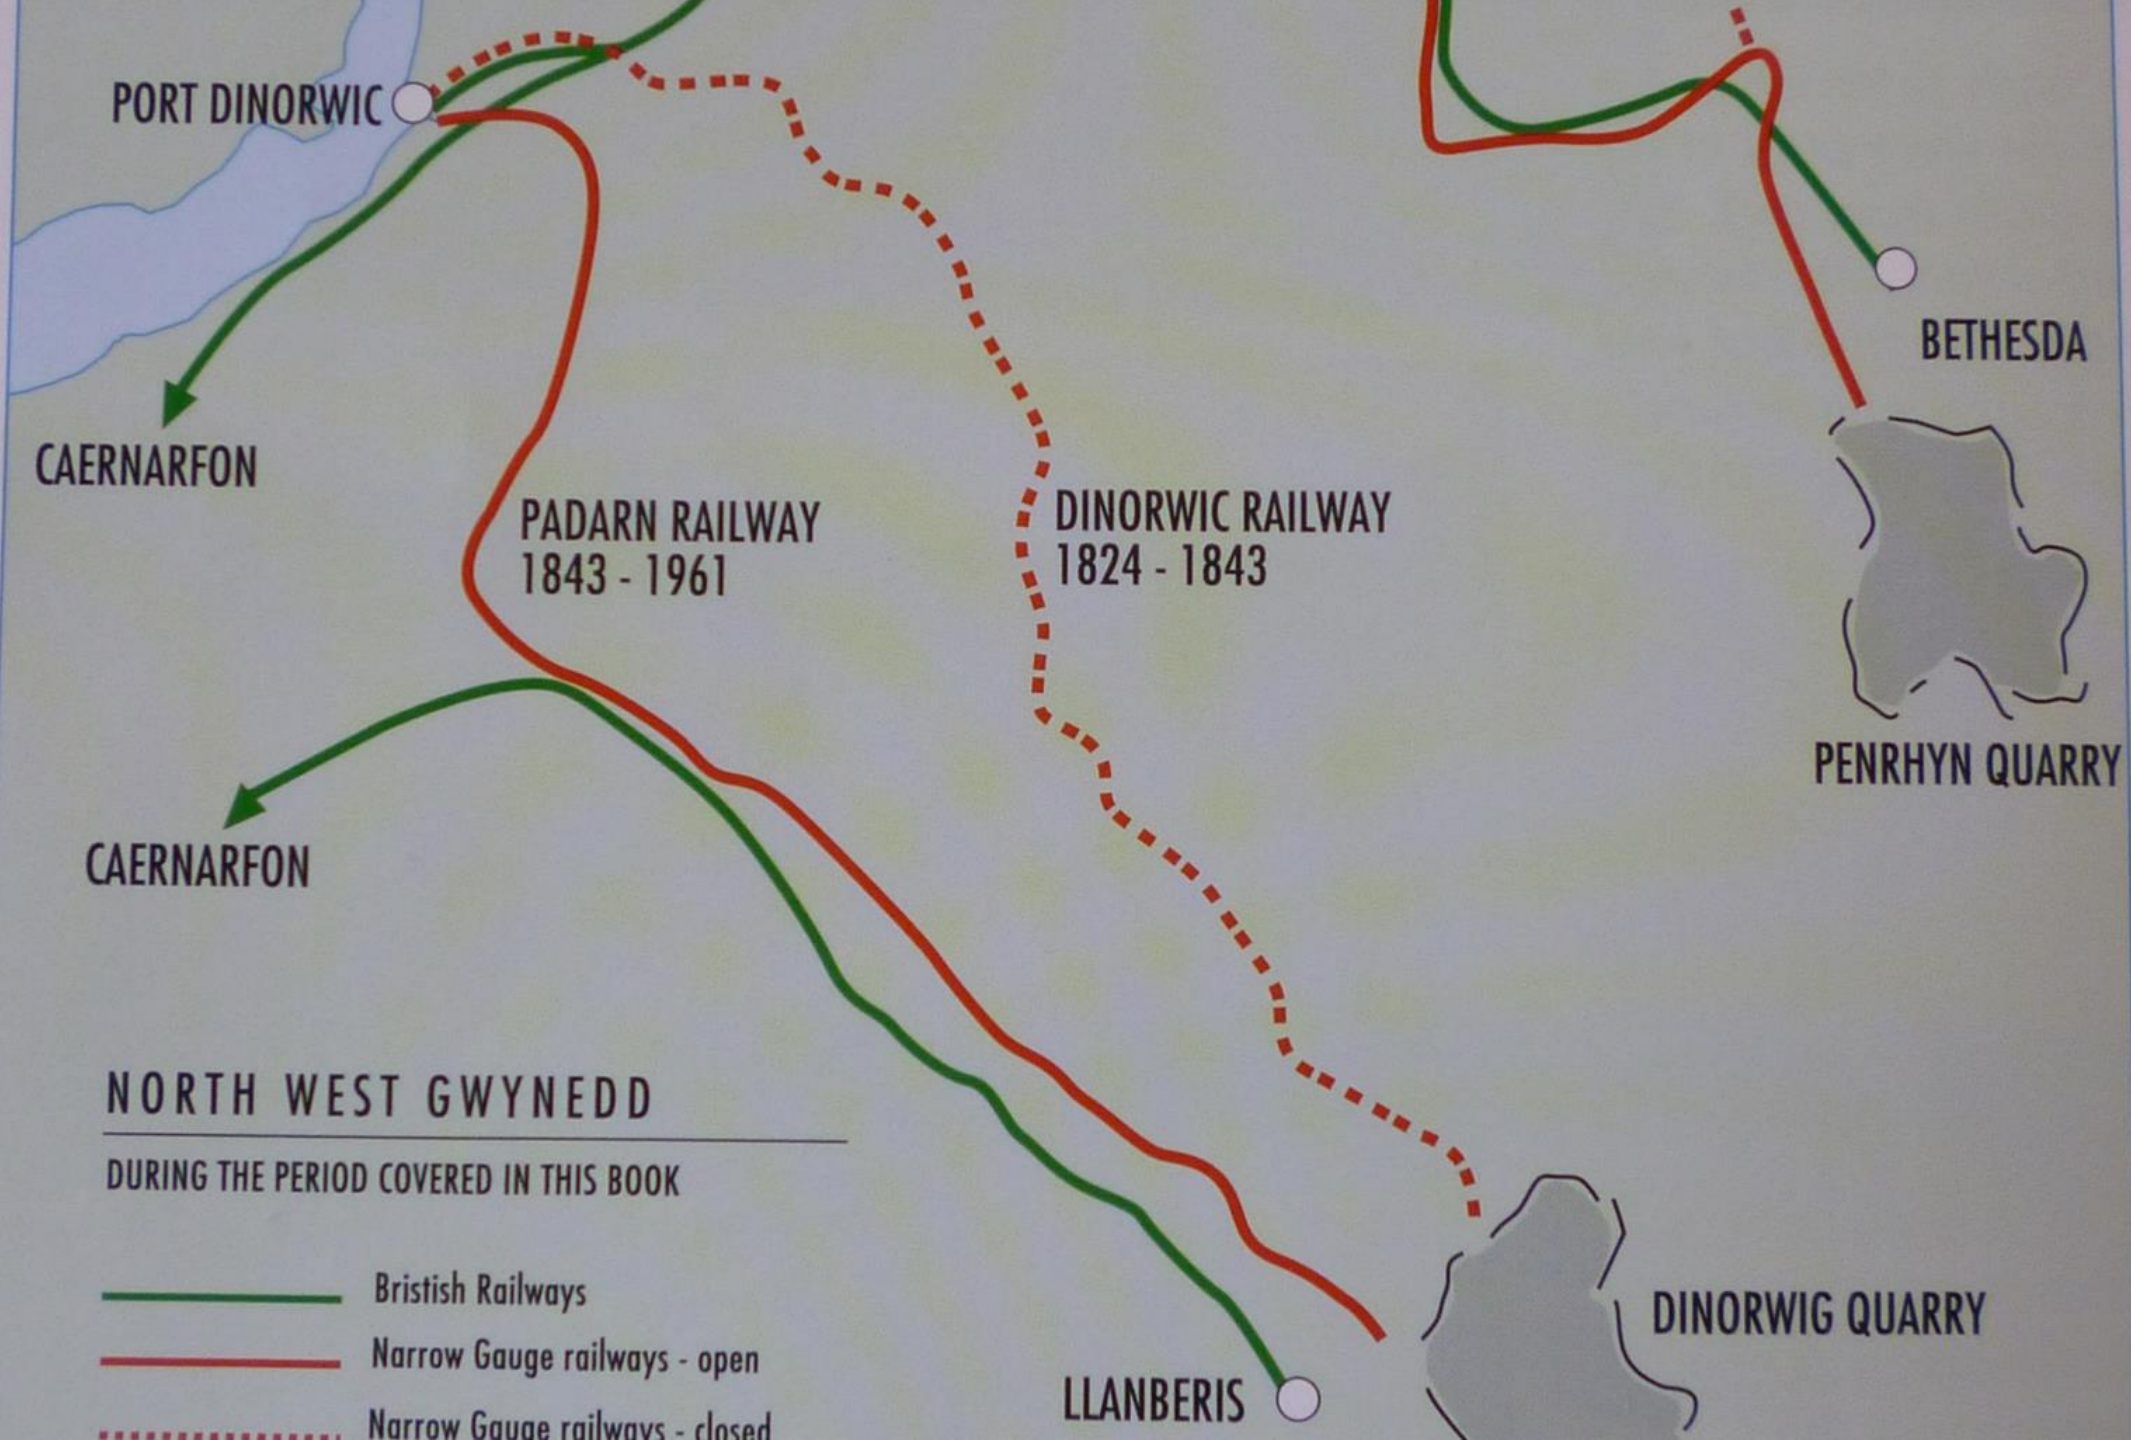 PORT DINORWIC
BETHESDA
CAERNARFON
PADARN RAILWAY
1843 - 1961
DINORWIC RAILWAY
1824 - 1843
PENRHYN QUARRY
CAERNARFON
NORTH WEST GWYNEDD
DURING THE PERIOD COVERED IN THIS BOOK
Bristish Railways
Narrow Gauge railways - open
Narrow Gauge railways - closed
DINORWIG QUARRY
LLANBERIS